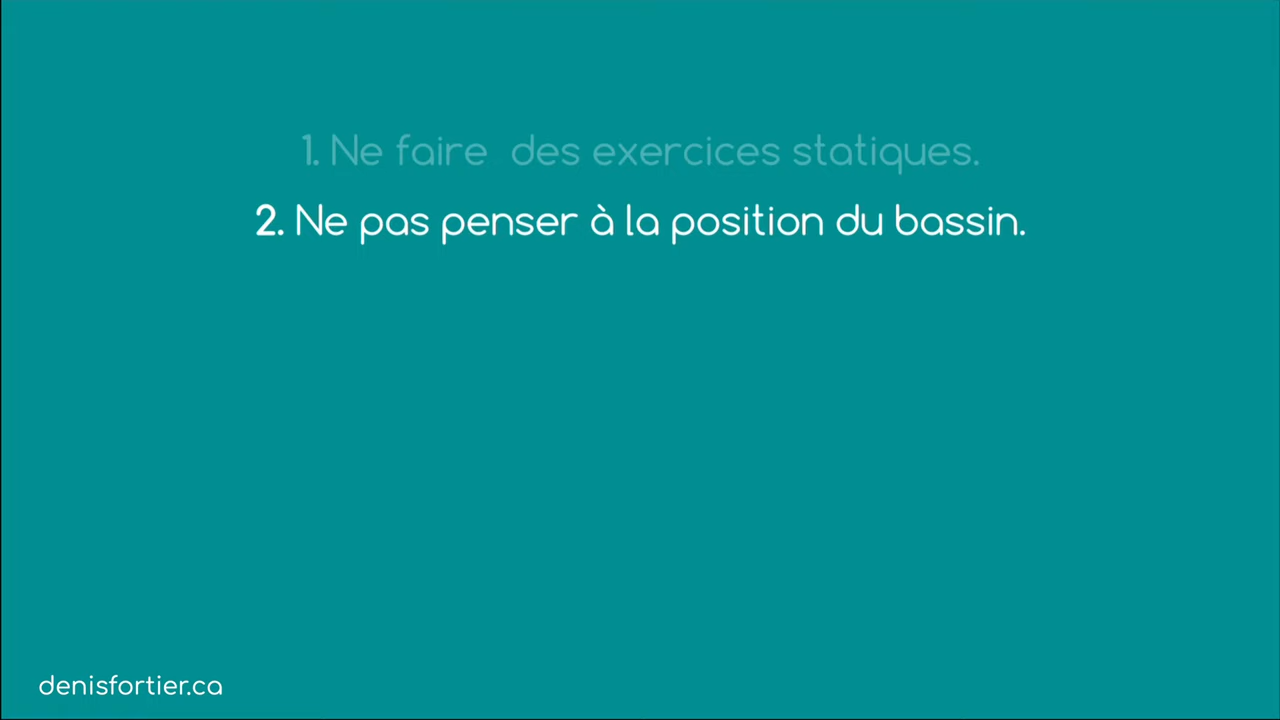 1. Ne faire  des exercices statiques.
2. Ne pas penser à la position du bassin.
denisfortier.ca